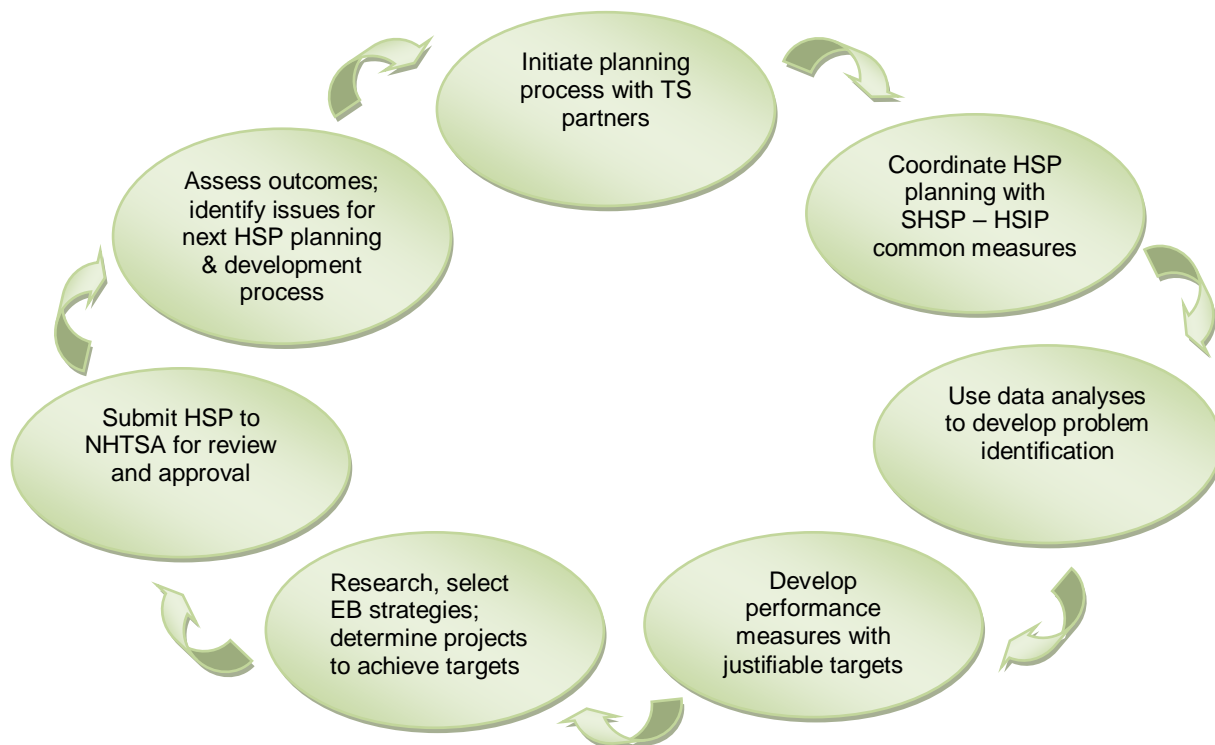 Initiate planning
process with TS
partners
Coordinate HSP
planning with
SHSP – HSIP
common measures
Use data analyses
to develop problem
identification
Develop
performance
measures with
justifiable targets
Research, select
EB strategies;
determine projects
to achieve targets
Submit HSP to
NHTSA for review
and approval
Assess outcomes;
identify issues for
next HSP planning
& development
process